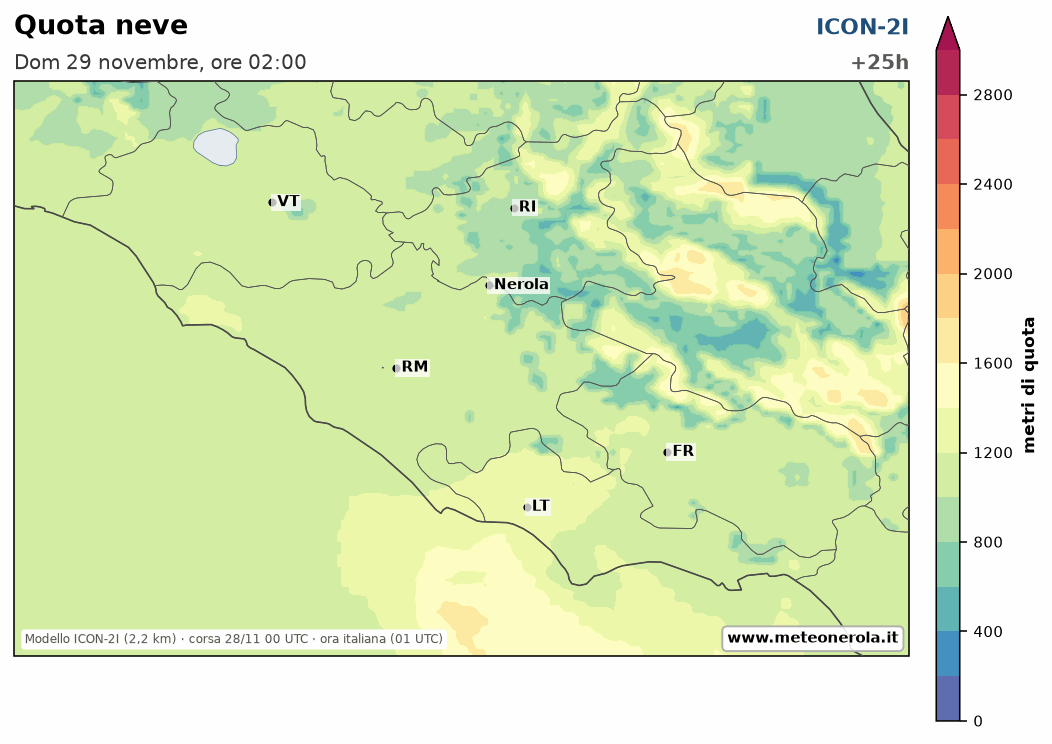 Quota neve
ICON-2I
Dom 29 novembre, ore 02:00
+25h
VT
RI
Nerola
RM
FR
LT
Modello ICON-2I (2,2 km) · corsa 28/11 00 UTC · ora italiana (01 UTC)
www.meteonerola.it
2800
2400
2000
1600
1200
800
400
0
metri di quota